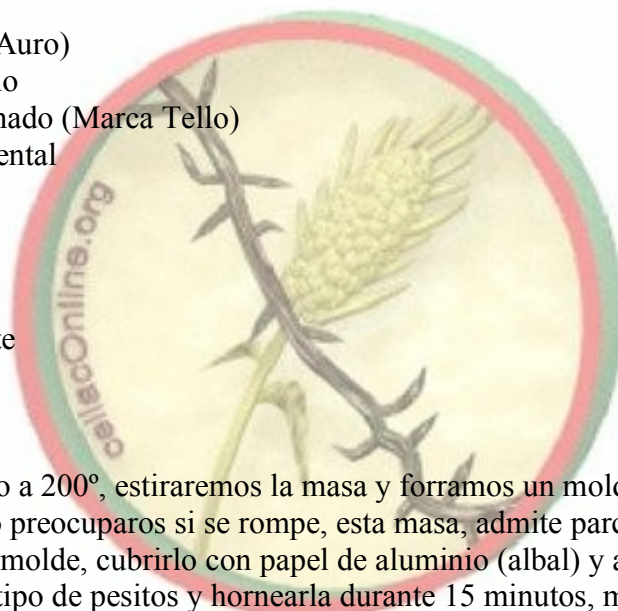 Auro)
o
nado (Marca Tello)
ental
te
o a 200º, estiraremos la masa y forramos un mold
o preocuparos si se rompe, esta masa, admite parc
molde, cubrirlo con papel de aluminio (albal) y a
tipo de pesitos y hornearla durante 15 minutos, m
celiacOnline.org